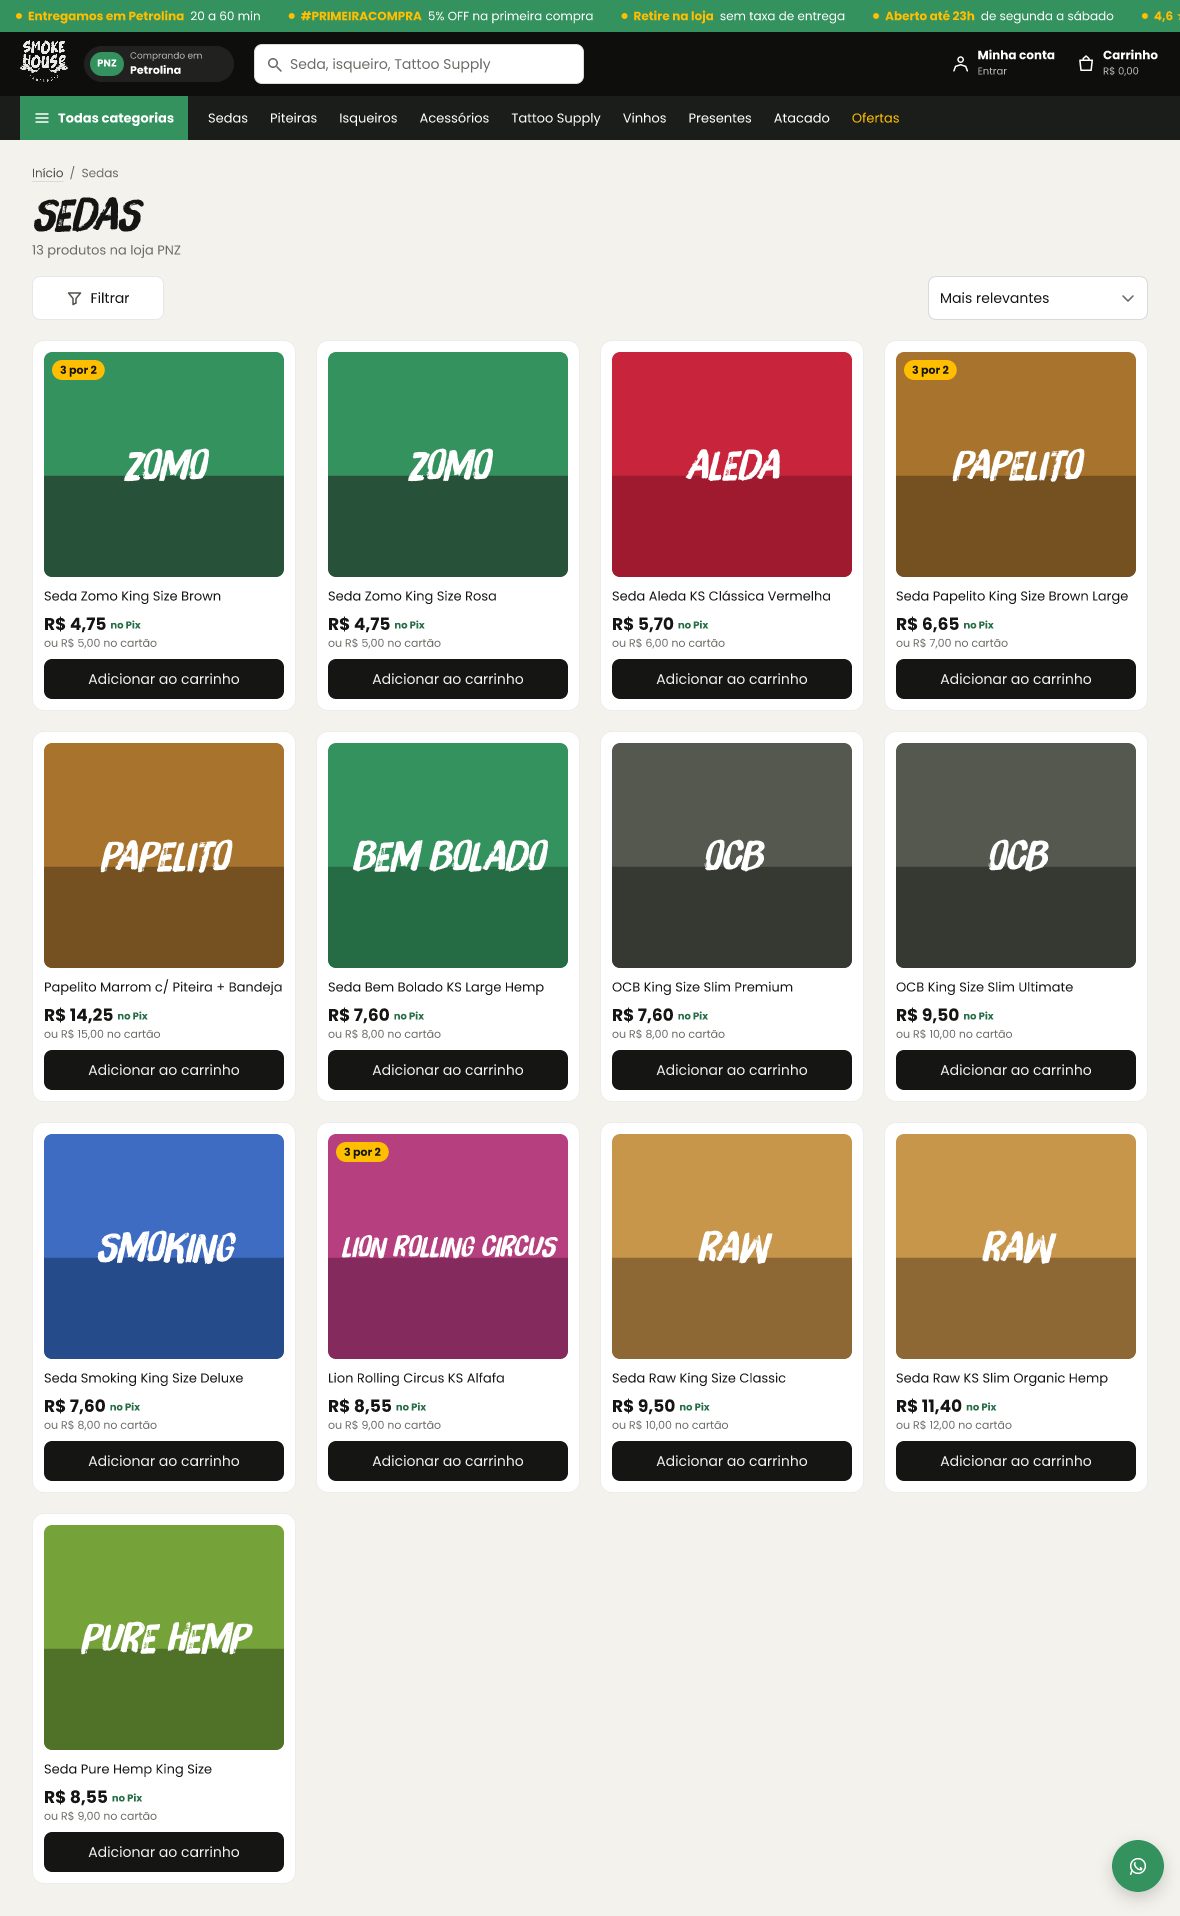 Entregamos em Petrolina 20 a 60 min
#PRIMEIRACOMPRA 5% OFF na primeira compra
Retire na loja sem taxa de entrega
Aberto até 23h de segunda a sábado
4,6
SMOKE
HOUSE
PNZ
Comprando em
Petrolina
Seda, isqueiro, Tattoo Supply
Minha conta
Entrar
Carrinho
R$ 0,00
Todas categorias
Sedas
Piteiras
Isqueiros
Acessórios
Tattoo Supply
Vinhos
Presentes
Atacado
Ofertas
Início / Sedas
SEDAS
13 produtos na loja PNZ
Filtrar
Mais relevantes
3 por 2
ZOMO
Seda Zomo King Size Brown
R$ 4,75 no Pix
ou R$ 5,00 no cartão
Adicionar ao carrinho
ZOMO
Seda Zomo King Size Rosa
R$ 4,75 no Pix
ou R$ 5,00 no cartão
Adicionar ao carrinho
ALEDA
Seda Aleda KS Clássica Vermelha
R$ 5,70 no Pix
ou R$ 6,00 no cartão
Adicionar ao carrinho
3 por 2
PAPELITO
Seda Papelito King Size Brown Large
R$ 6,65 no Pix
ou R$ 7,00 no cartão
Adicionar ao carrinho
PAPELITO
Papelito Marrom c/ Piteira + Bandeja
R$ 14,25 no Pix
ou R$ 15,00 no cartão
Adicionar ao carrinho
BEM BOLADO
Seda Bem Bolado KS Large Hemp
R$ 7,60 no Pix
ou R$ 8,00 no cartão
Adicionar ao carrinho
OCB
OCB King Size Slim Premium
R$ 7,60 no Pix
ou R$ 8,00 no cartão
Adicionar ao carrinho
OCB
OCB King Size Slim Ultimate
R$ 9,50 no Pix
ou R$ 10,00 no cartão
Adicionar ao carrinho
SMOKING
Seda Smoking King Size Deluxe
R$ 7,60 no Pix
ou R$ 8,00 no cartão
Adicionar ao carrinho
3 por 2
LION ROLLING CIRCUS
Lion Rolling Circus KS Alfafa
R$ 8,55 no Pix
ou R$ 9,00 no cartão
Adicionar ao carrinho
RAW
Seda Raw King Size Classic
R$ 9,50 no Pix
ou R$ 10,00 no cartão
Adicionar ao carrinho
RAW
Seda Raw KS Slim Organic Hemp
R$ 11,40 no Pix
ou R$ 12,00 no cartão
Adicionar ao carrinho
PURE HEMP
Seda Pure Hemp King Size
R$ 8,55 no Pix
ou R$ 9,00 no cartão
Adicionar ao carrinho